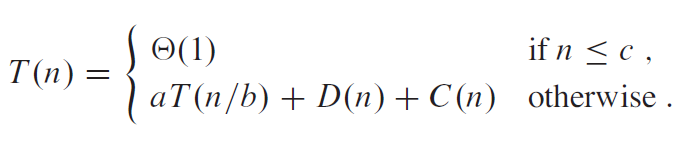 T(n) = { Θ(1) if n ≤ c ,
aT(n/b) + D(n) + C(n) otherwise .